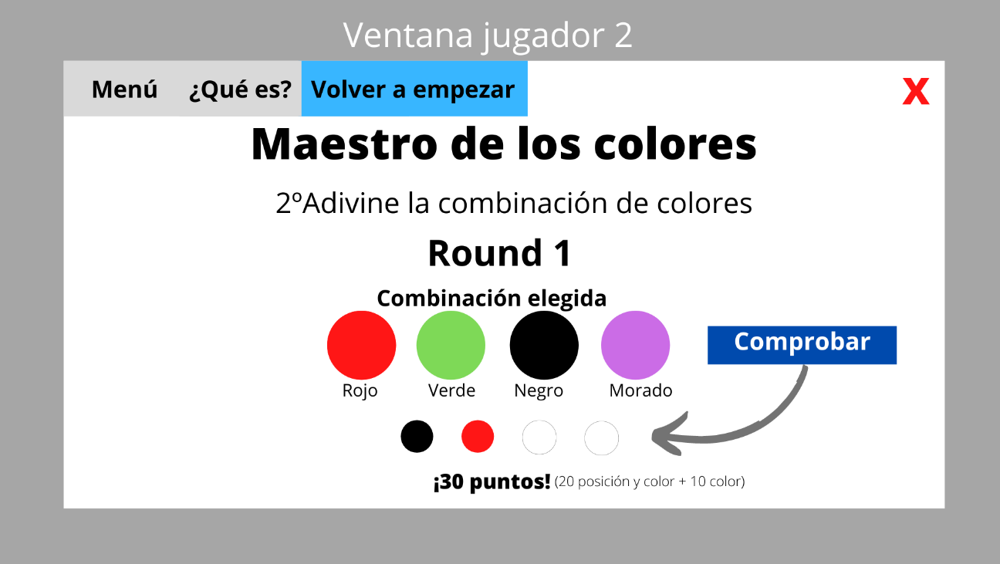 Ventana jugador 2
Menú ¿Qué es? Volver a empezar X
Maestro de los colores
2ºAdivine la combinación de colores
Round 1
Combinación elegida
Comprobar
Rojo Verde Negro Morado
¡30 puntos! (20 posición y color + 10 color)